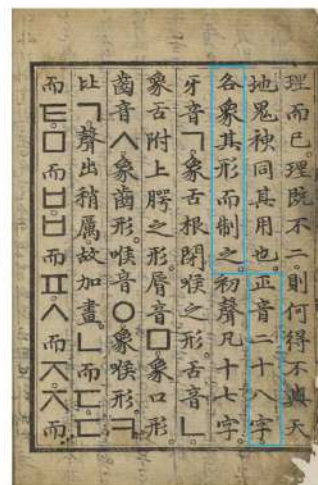 理而已。理既不二。則何得不與天
地鬼神同其用也。正音二十八字。
各象其形而制之。初聲凡十七字。
牙音ㄱ。象舌根閉喉之形。舌音ㄴ。
象舌附上腭之形。脣音ㅁ。象口形。
齒音ㅅ。象齒形。喉音ㅇ。象喉形。ㅋ
比ㄱ。聲出稍厲。故加畫。ㄴ而ㄷ。ㄷ
而ㅌ。ㅁ而ㅂ。ㅂ而ㅍ。ㅅ而ㅈ。ㅈ而